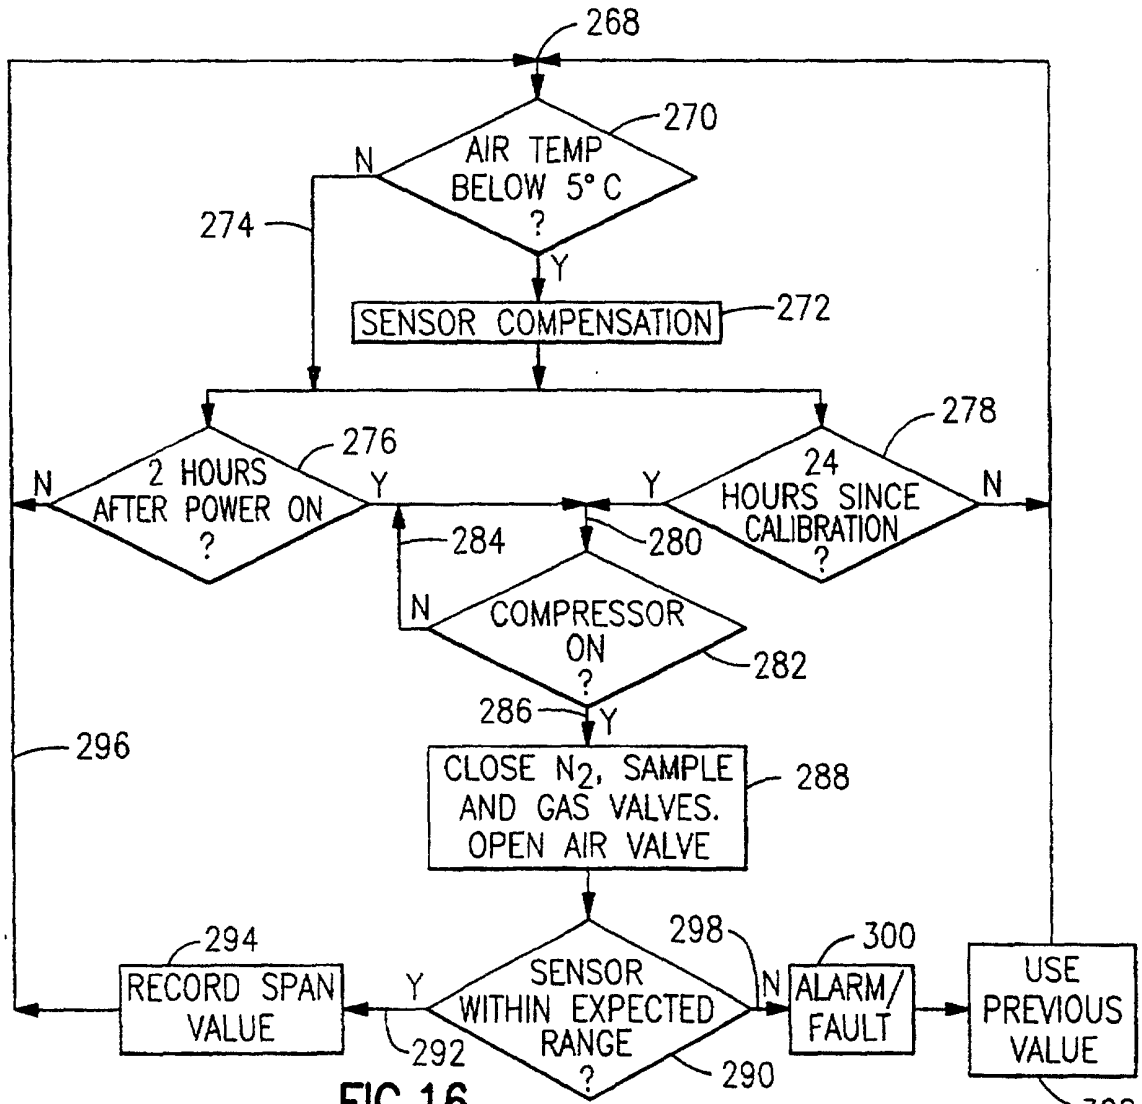 268
270
AIR TEMP
BELOW 5° C
?
N
274
Y
SENSOR COMPENSATION
272
276
278
2 HOURS
AFTER POWER ON
?
N
Y
24
HOURS SINCE
CALIBRATION
?
Y
N
284
280
N
COMPRESSOR
ON
?
282
286
Y
296
CLOSE N2, SAMPLE
AND GAS VALVES.
OPEN AIR VALVE
288
294
RECORD SPAN
VALUE
Y
292
SENSOR
WITHIN EXPECTED
RANGE
?
290
298
N
300
ALARM/
FAULT
USE
PREVIOUS
VALUE
FIG.16